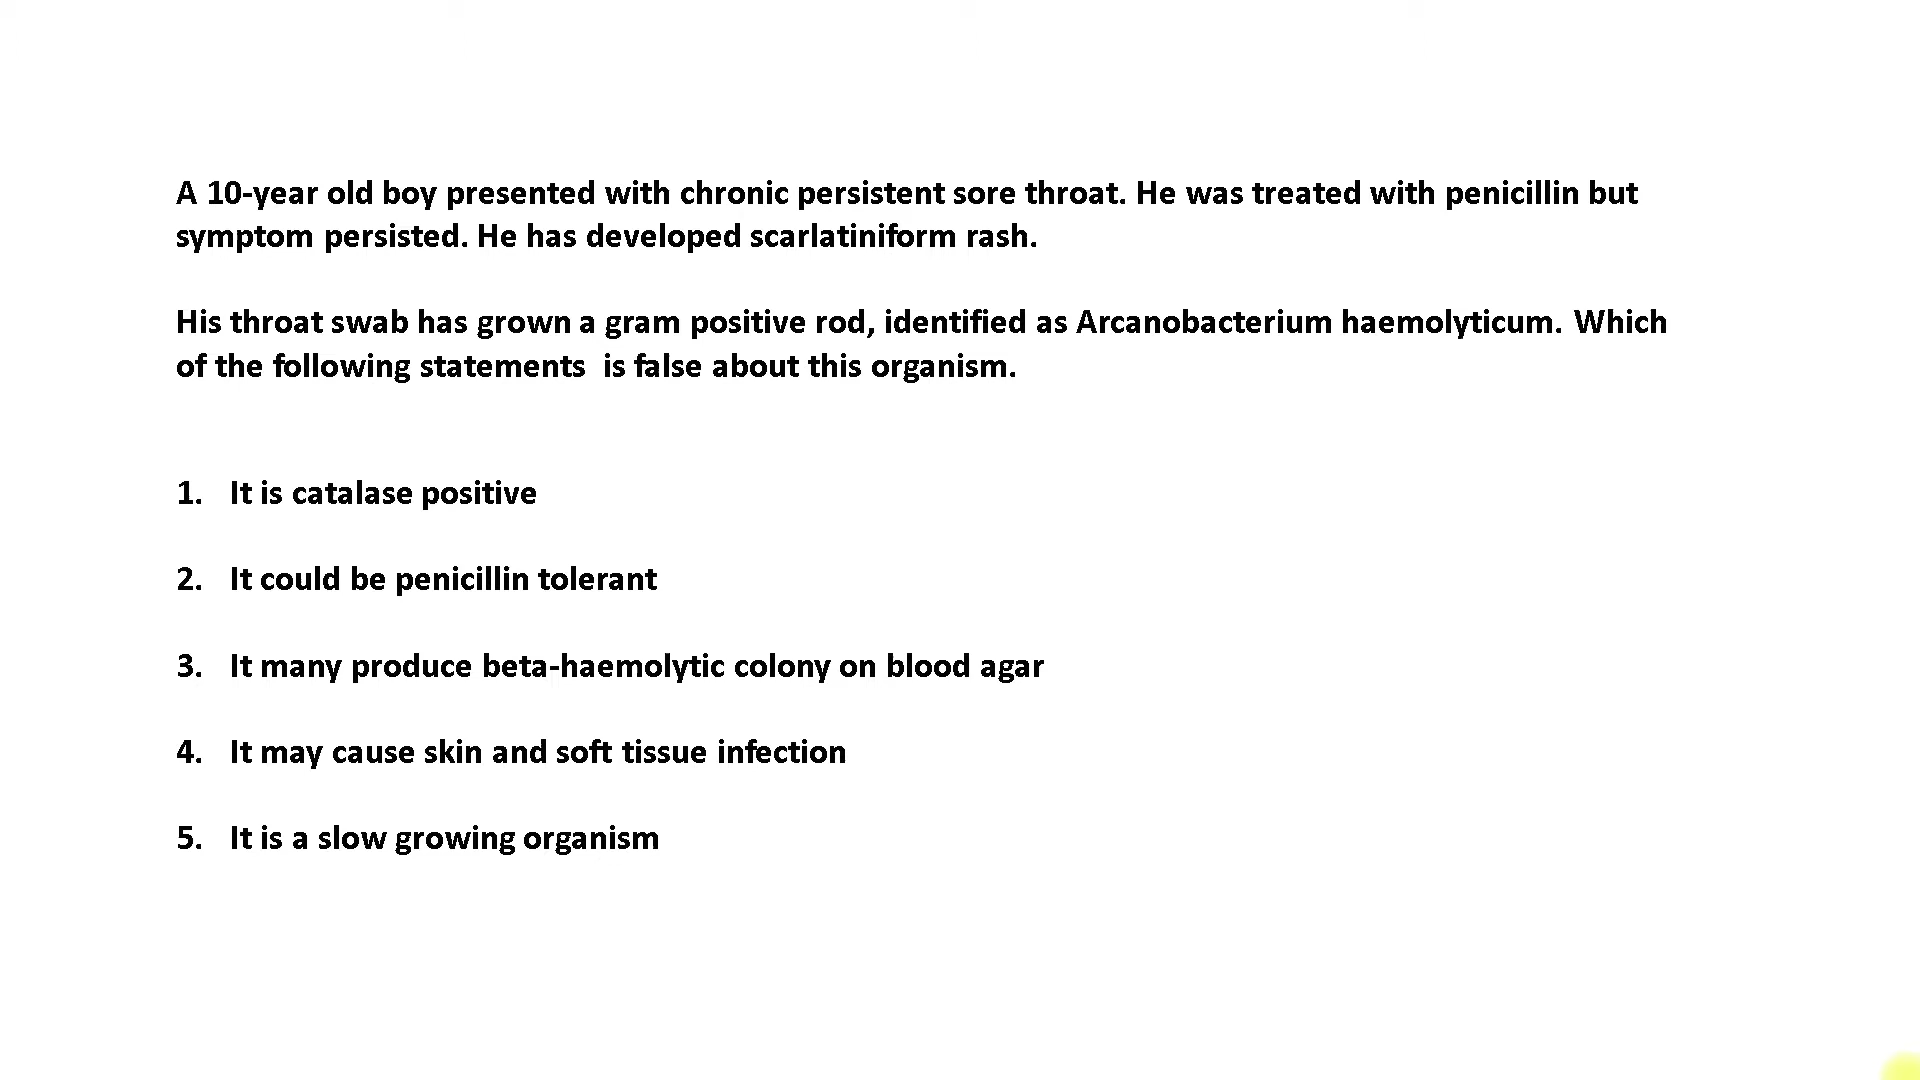 A 10-year old boy presented with chronic persistent sore throat. He was treated with penicillin but
symptom persisted. He has developed scarlatiniform rash.
His throat swab has grown a gram positive rod, identified as Arcanobacterium haemolyticum. Which
of the following statements  is false about this organism.
1. It is catalase positive
2. It could be penicillin tolerant
3. It many produce beta-haemolytic colony on blood agar
4. It may cause skin and soft tissue infection
5. It is a slow growing organism